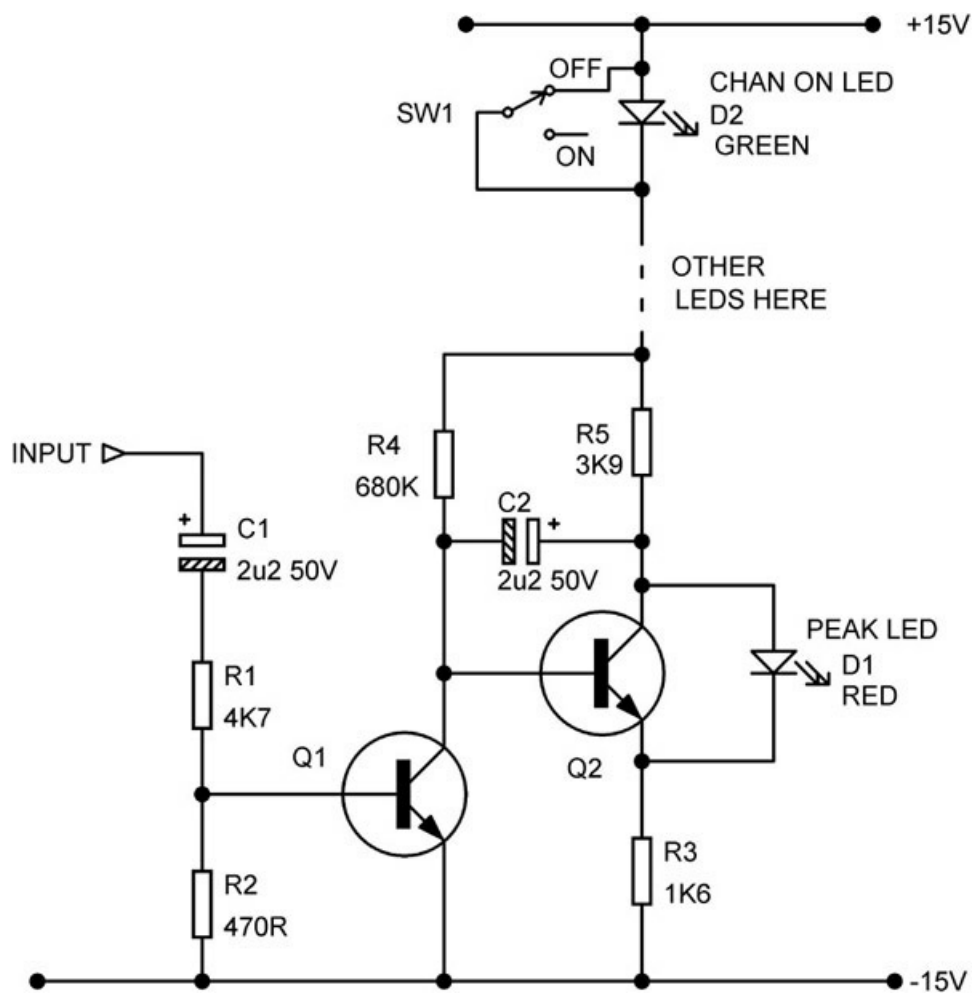 +15V
OFF
CHAN ON LED
SW1
D2
GREEN
ON
OTHER
LEDS HERE
INPUT
R4
680K
R5
3K9
C2
+
2u2 50V
+
C1
2u2 50V
PEAK LED
D1
RED
R1
4K7
Q1
Q2
R2
470R
R3
1K6
-15V